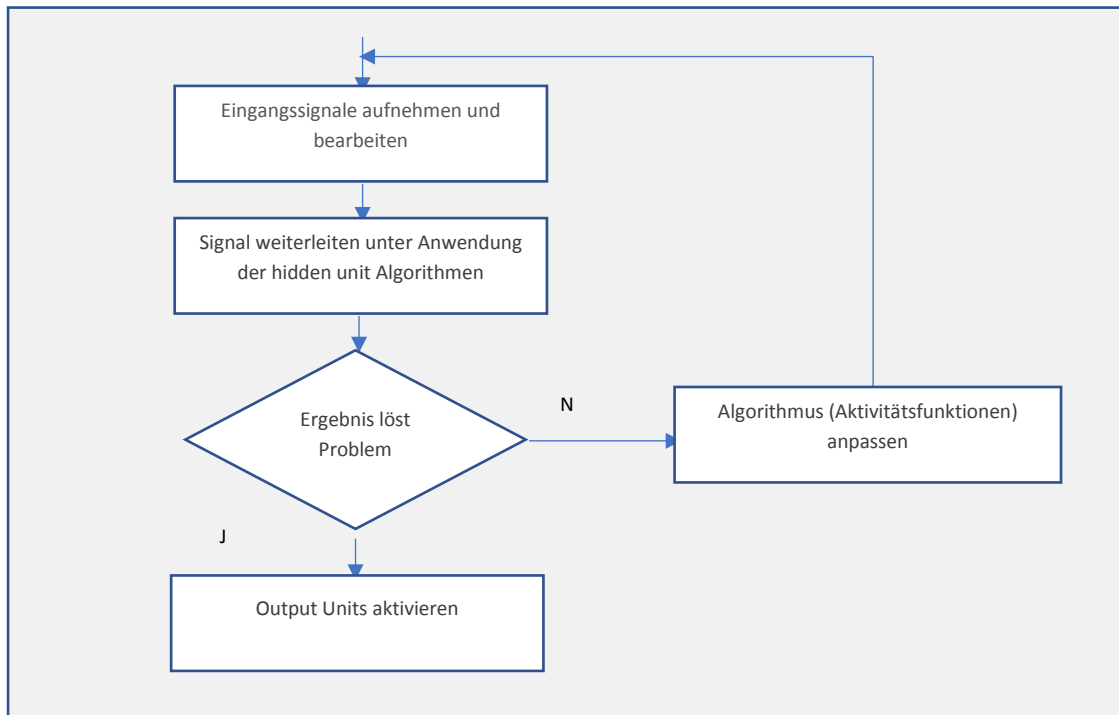 Eingangssignale aufnehmen und
bearbeiten
Signal weiterleiten unter Anwendung
der hidden unit Algorithmen
Ergebnis löst
Problem
N
Algorithmus (Aktivitätsfunktionen)
anpassen
J
Output Units aktivieren